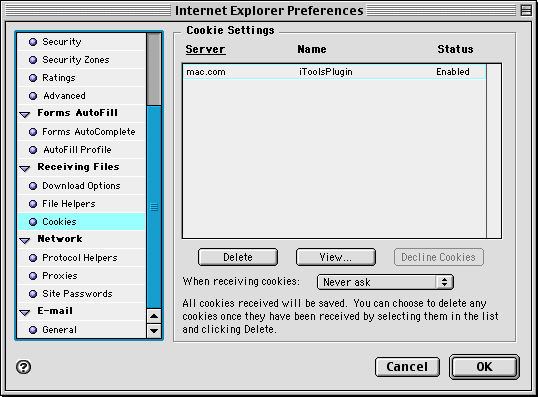 Internet Explorer Preferences
Security
Security Zones
Ratings
Advanced
Forms AutoFill
Forms AutoComplete
AutoFill Profile
Receiving Files
Download Options
File Helpers
Cookies
Network
Protocol Helpers
Proxies
Site Passwords
E-mail
General
Cookie Settings
Server Name Status
mac.com iToolsPlugin Enabled
Delete View... Decline Cookies
When receiving cookies: Never ask
All cookies received will be saved. You can choose to delete any
cookies once they have been received by selecting them in the list
and clicking Delete.
? Cancel OK